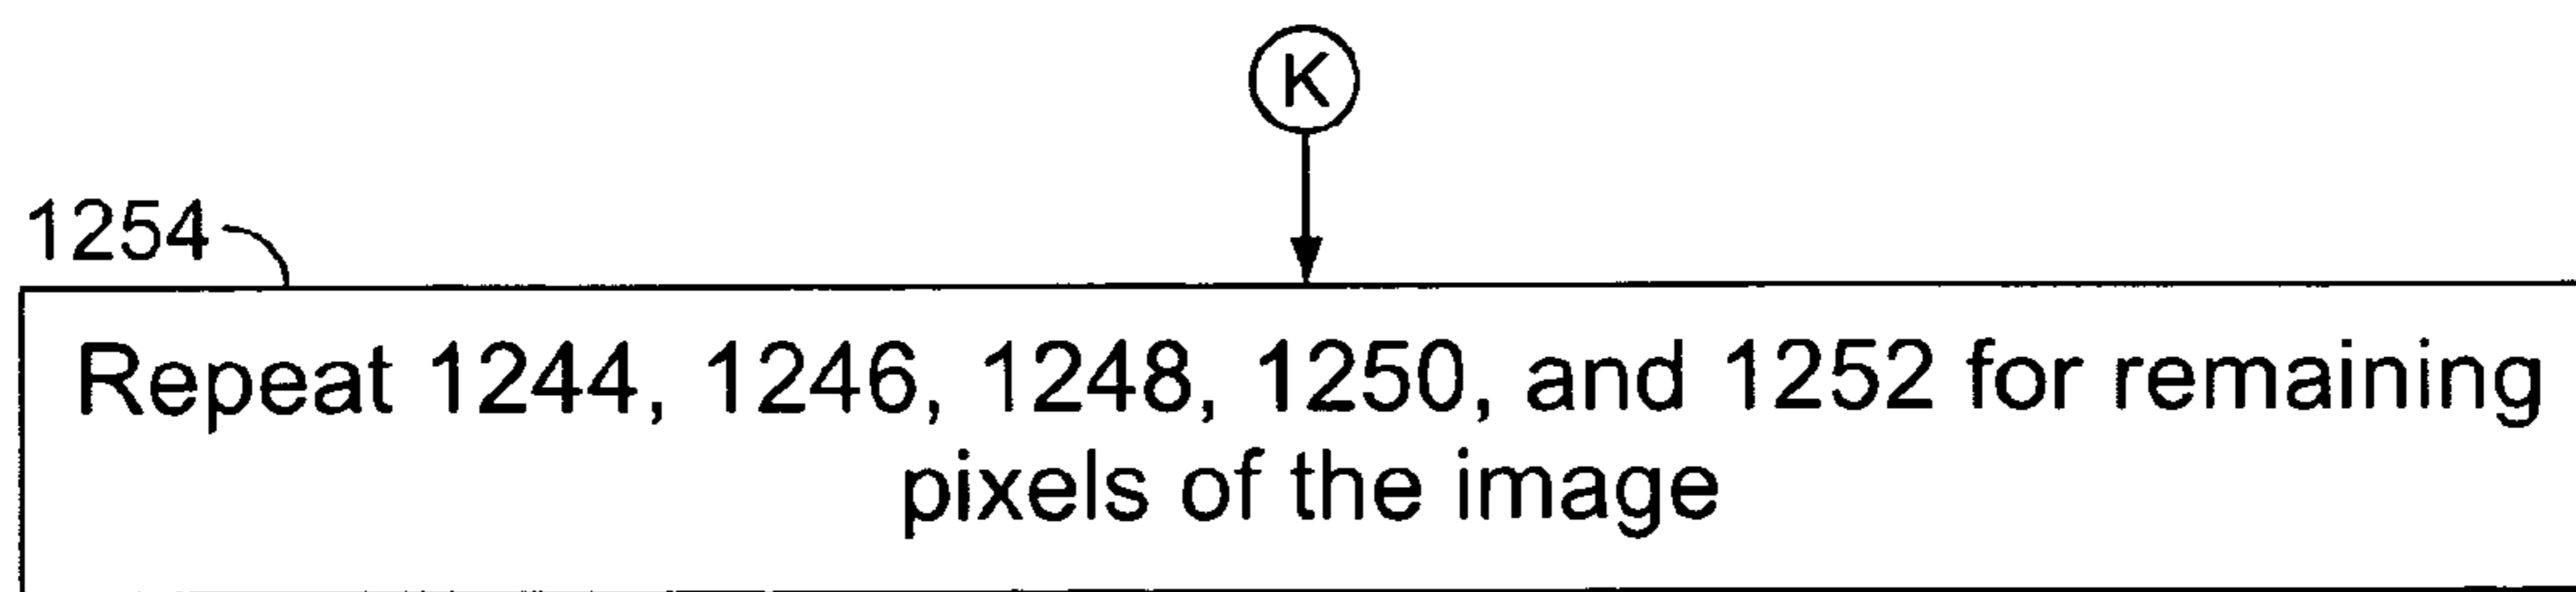 K
1254
Repeat 1244, 1246, 1248, 1250, and 1252 for remaining
pixels of the image